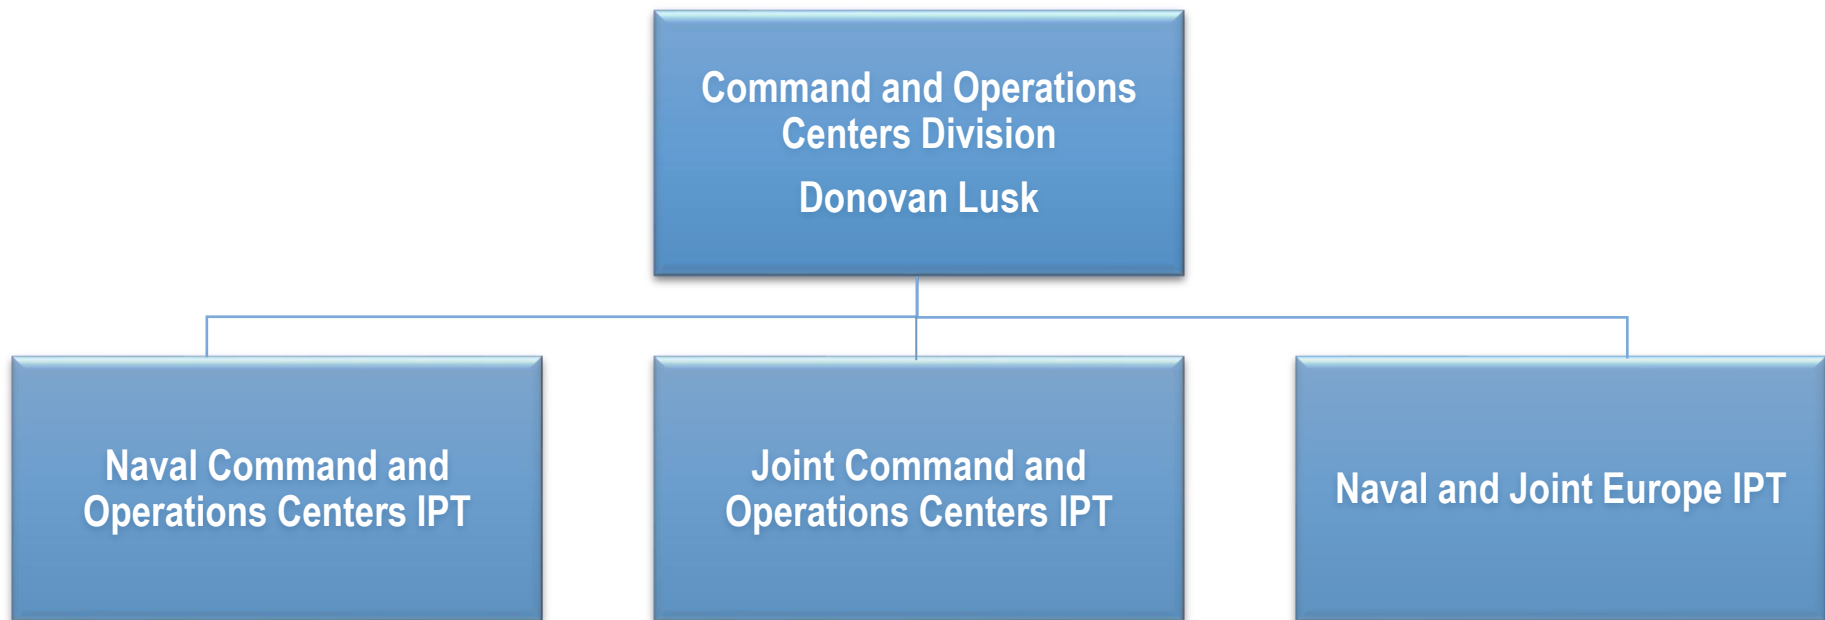 Command and Operations
Centers Division
Donovan Lusk
Naval Command and
Operations Centers IPT
Joint Command and
Operations Centers IPT
Naval and Joint Europe IPT